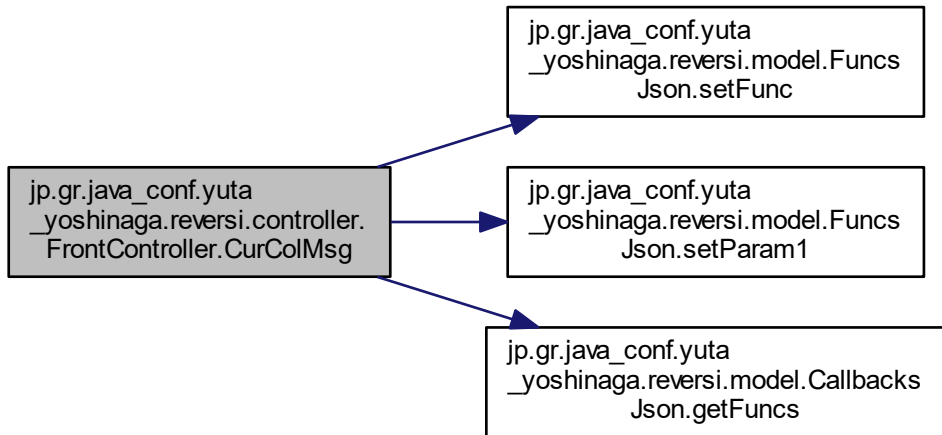 jp.gr.java_conf.yuta
_yoshinaga.reversi.model.Funcs
Json.setFunc
jp.gr.java_conf.yuta
_yoshinaga.reversi.controller.
FrontController.CurColMsg
jp.gr.java_conf.yuta
_yoshinaga.reversi.model.Funcs
Json.setParam1
jp.gr.java_conf.yuta
_yoshinaga.reversi.model.Callbacks
Json.getFuncs